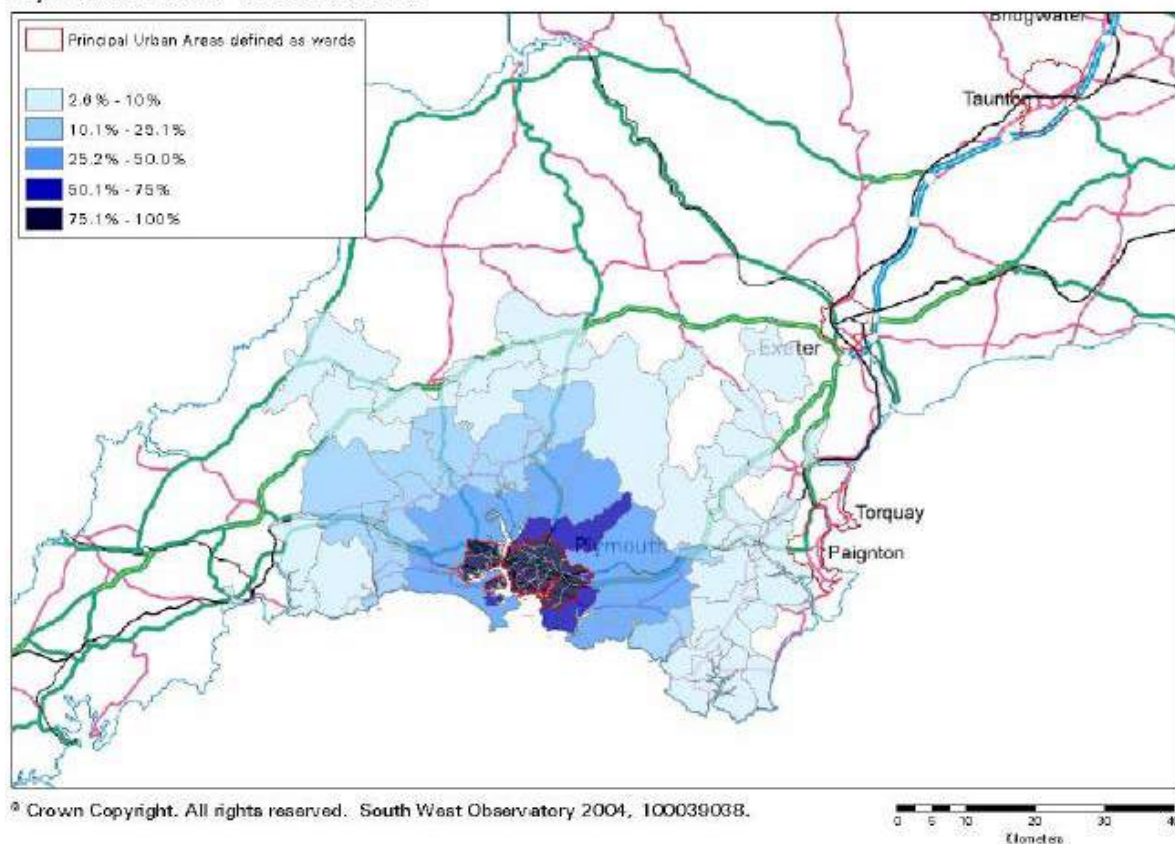 Bridgwater
Principal Urban Areas defined as wards
Taunton
2.6% - 10%
10.1% - 25.1%
25.2% - 50.0%
50.1% - 75%
75.1% - 100%
Exeter
Torquay
Plymouth
Paignton
© Crown Copyright. All rights reserved. South West Observatory 2004, 100039038.
0 5 10 20 30 40
Kilometers